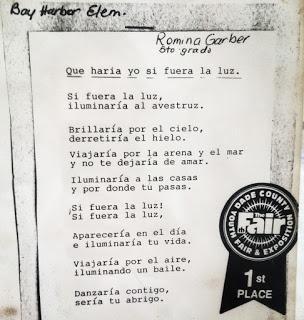 Bay Harbor Elem.
Romina Garber
5to grado
Que haria yo si fuera la luz.
Si fuera la luz,
iluminaría al avestruz.
Brillaría por el cielo,
derretiría el hielo.
Viajaría por la arena y el mar
y no te dejaría de amar.
Iluminaría a las casas
y por donde tu pasas.
¡Si fuera la luz!
Si fuera la luz,
Aparecería en el día
e iluminaría tu vida.
Viajaría por el aire,
iluminando un baile.
Danzaría contigo,
sería tu abrigo.
DADE COUNTY
The Fair
YOUTH FAIR & EXPOSITION
1st
PLACE